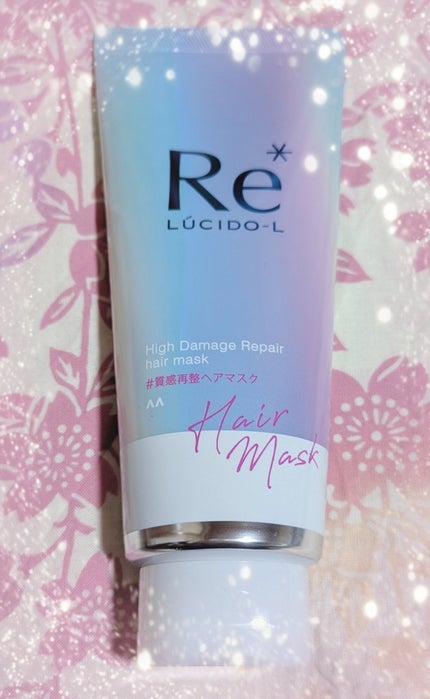 Re*
LÚCIDO-L
High Damage Repair
hair mask
#質感再整ヘアマスク
^^
Hair
Mask